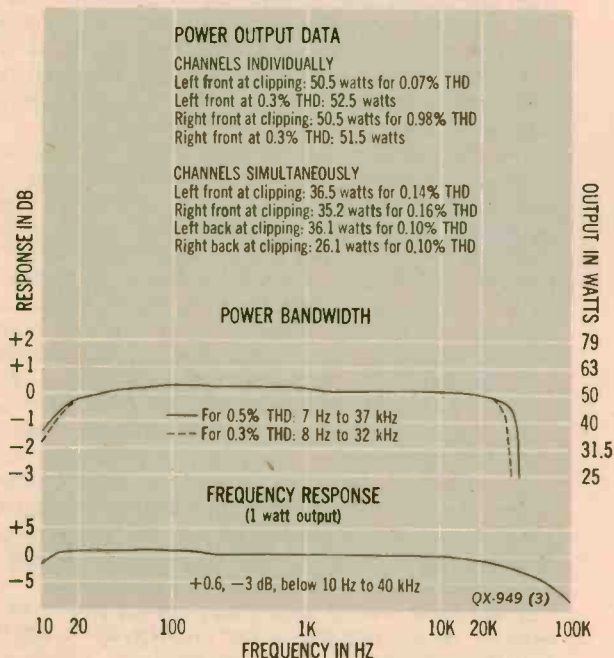 POWER OUTPUT DATA
CHANNELS INDIVIDUALLY
Left front at clipping: 50.5 watts for 0.07% THD
Left front at 0.3% THD: 52.5 watts
Right front at clipping: 50.5 watts for 0.98% THD
Right front at 0.3% THD: 51.5 watts
CHANNELS SIMULTANEOUSLY
Left front at clipping: 36.5 watts for 0.14% THD
Right front at clipping: 35.2 watts for 0.16% THD
Left back at clipping: 36.1 watts for 0.10% THD
Right back at clipping: 26.1 watts for 0.10% THD
RESPONSE IN DB
OUTPUT IN WATTS
POWER BANDWIDTH
+2
79
+1
63
0
50
−1
40
−2
31.5
−3
25
For 0.5% THD: 7 Hz to 37 kHz
For 0.3% THD: 8 Hz to 32 kHz
FREQUENCY RESPONSE
(1 watt output)
+5
0
−5
+0.6, −3 dB, below 10 Hz to 40 kHz
QX-949 (3)
10 20 100 1K 10K 20K 100K
FREQUENCY IN HZ